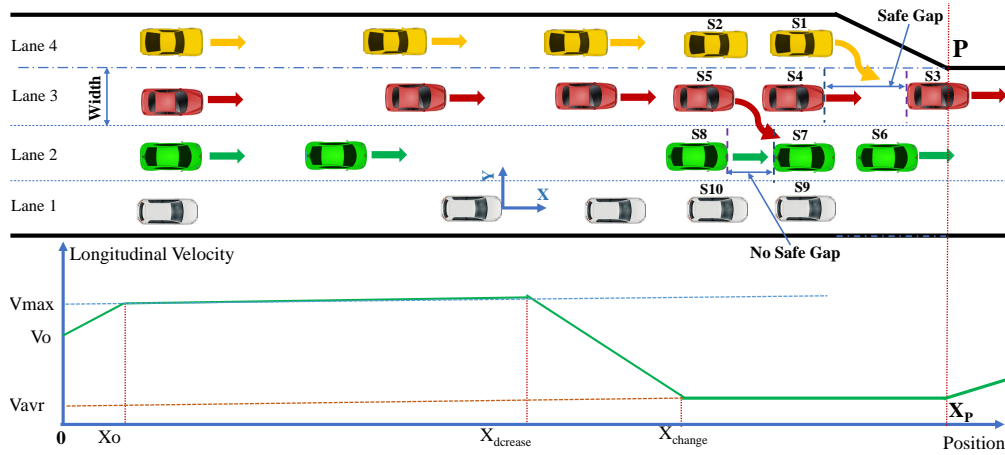 Safe Gap
Lane 4
S2
S1
P
Lane 3
Width
S5
S4
S3
Lane 2
S8
S7
S6
Lane 1
Y
X
S10
S9
No Safe Gap
Longitudinal Velocity
Vmax
Vo
Vavr
0
Xo
Xdcrease
Xchange
XP
Position